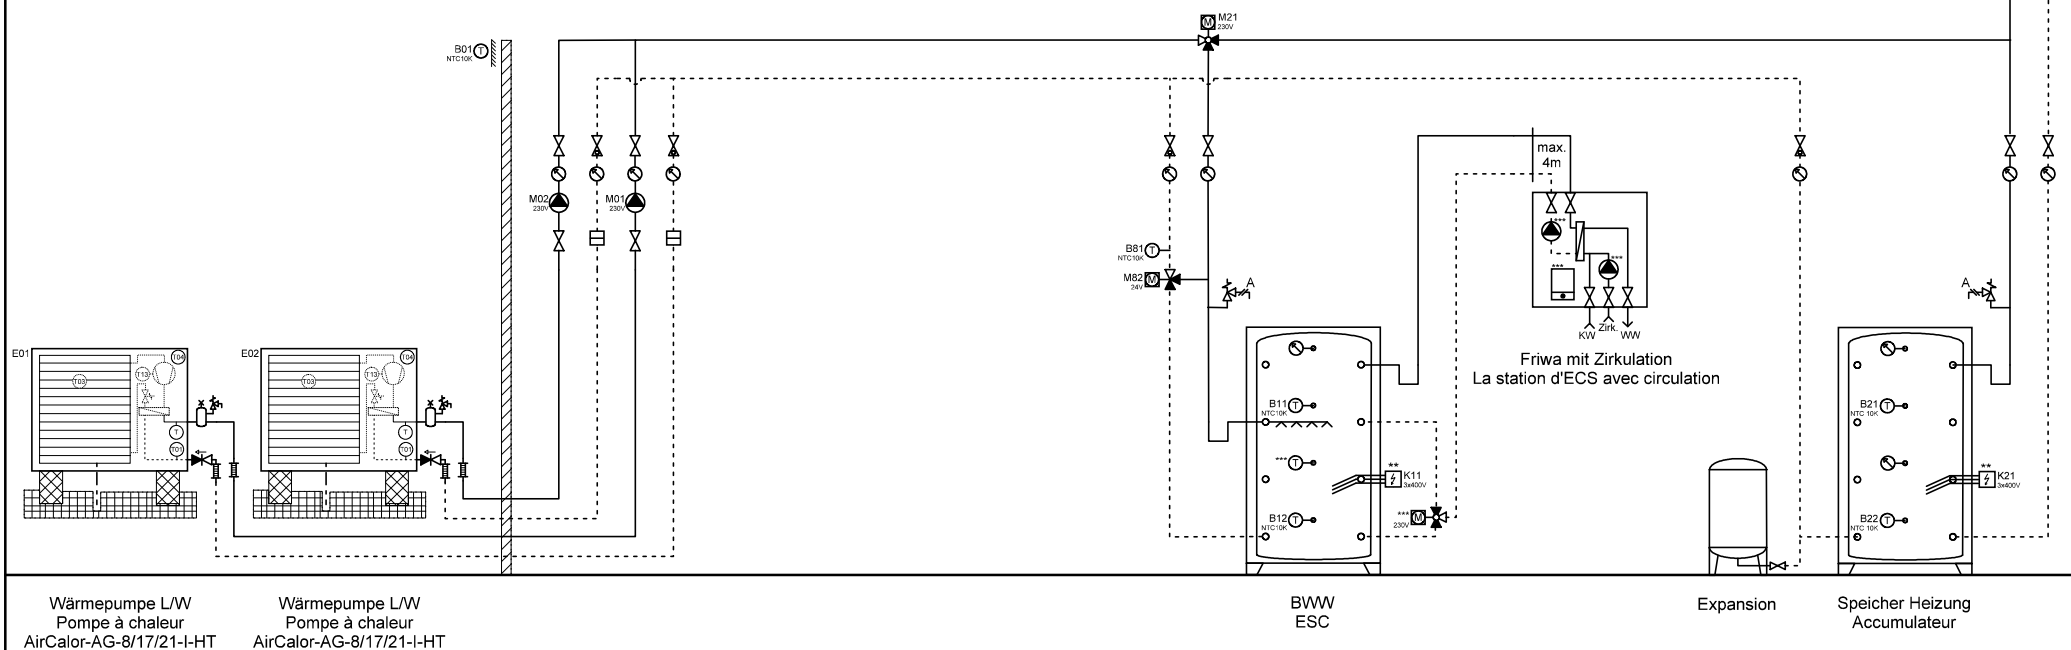 M21
230V
B01 T
NTC10K
max.
4m
M02
230V
M01
230V
B81 T
NTC10K
M82 M
24V
A
A
***
***
***
KW Zirk. WW
Friwa mit Zirkulation
La station d'ECS avec circulation
E01
T04
T03
T13
T
T01
E02
T04
T03
T13
T
T01
B11 T
NTC10K
*** T
**
K11
3x400V
B12 T
NTC10K
*** M
230V
B21 T
NTC 10K
**
K21
3x400V
B22 T
NTC 10K
Wärmepumpe L/W
Pompe à chaleur
AirCalor-AG-8/17/21-I-HT
Wärmepumpe L/W
Pompe à chaleur
AirCalor-AG-8/17/21-I-HT
BWW
ESC
Expansion
Speicher Heizung
Accumulateur